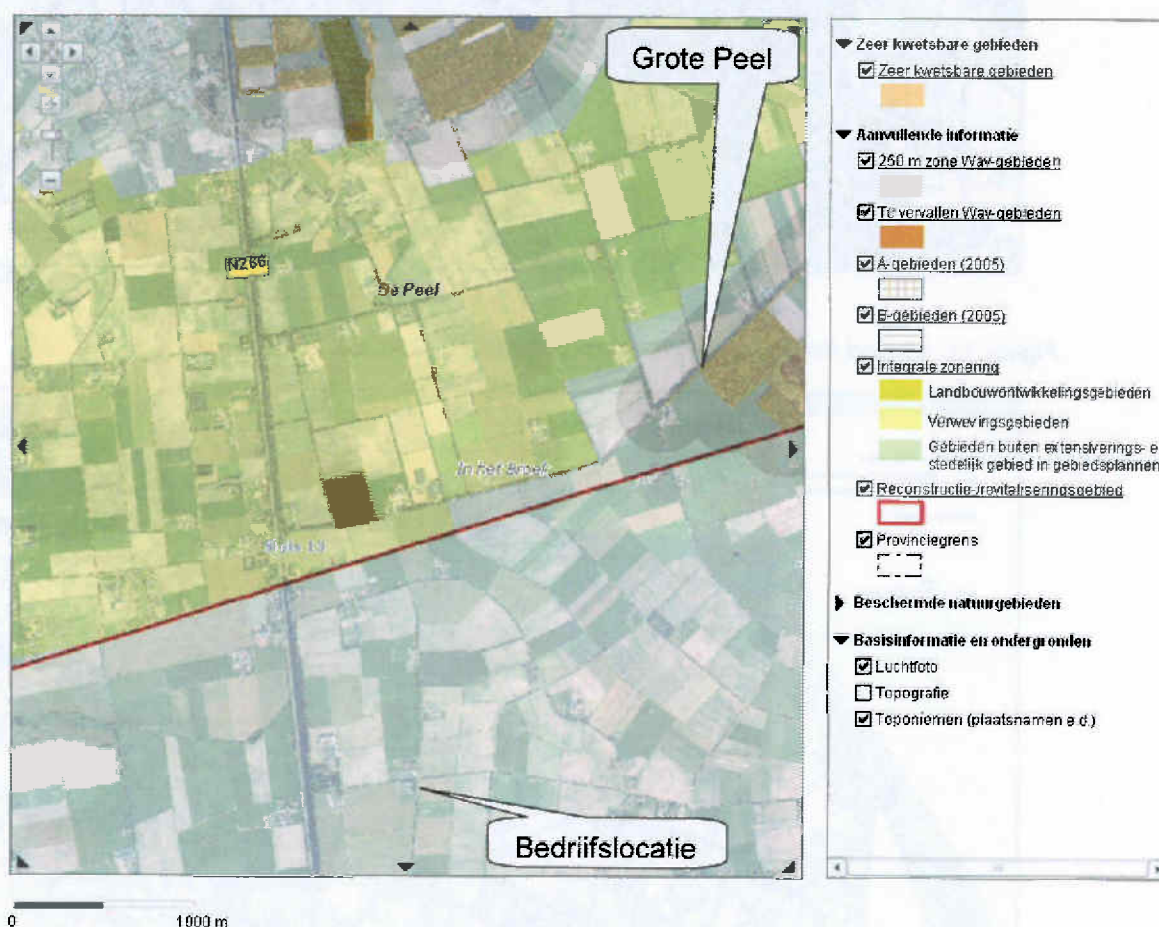 Grote Peel
N266
De Peel
In het Broek
Sluis 13
Bedrijfslocatie
0 1000 m
Zeer kwetsbare gebieden
Zeer kwetsbare gebieden
Aanvullende informatie
250 m zone Wav-gebieden
Te vervallen Wav-gebieden
A-gebieden (2005)
B-gebieden (2005)
Integrale zonering
Landbouwontwikkelingsgebieden
Verwevingsgebieden
Gebieden buiten extensiverings- e
stedelijk gebied in gebiedsplannen
Reconstructie-/revitaliseringsgebied
Provinciegrens
Beschermde natuurgebieden
Basisinformatie en ondergronden
Luchtfoto
Topografie
Toponiemen (plaatsnamen e.d.)